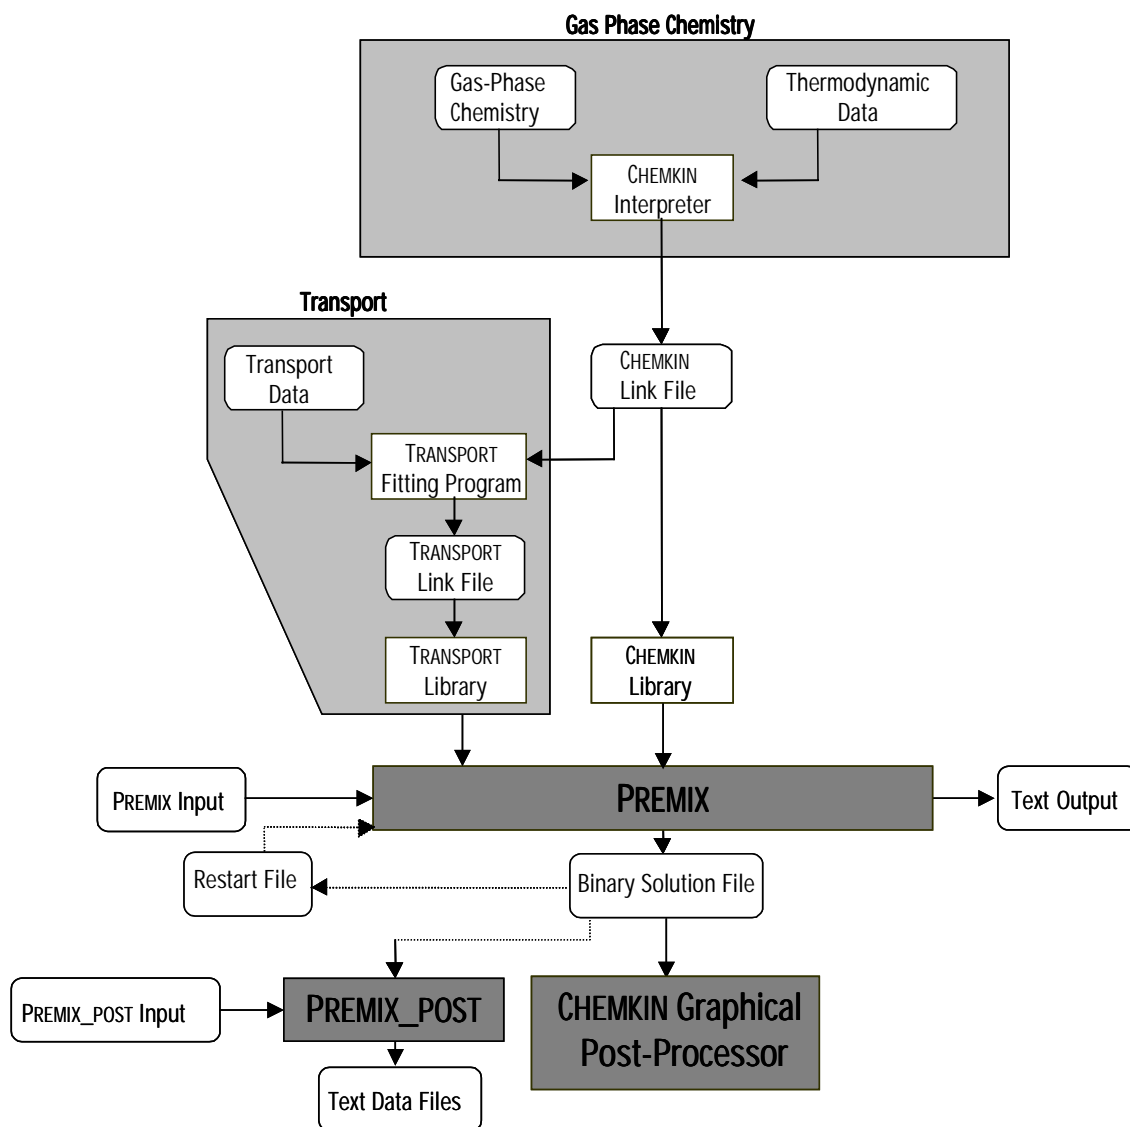 Gas Phase Chemistry
Gas-Phase
Chemistry
Thermodynamic
Data
CHEMKIN
Interpreter
Transport
Transport
Data
CHEMKIN
Link File
TRANSPORT
Fitting Program
TRANSPORT
Link File
TRANSPORT
Library
CHEMKIN
Library
PREMIX Input
PREMIX
Text Output
Restart File
Binary Solution File
PREMIX_POST Input
PREMIX_POST
CHEMKIN Graphical
Post-Processor
Text Data Files